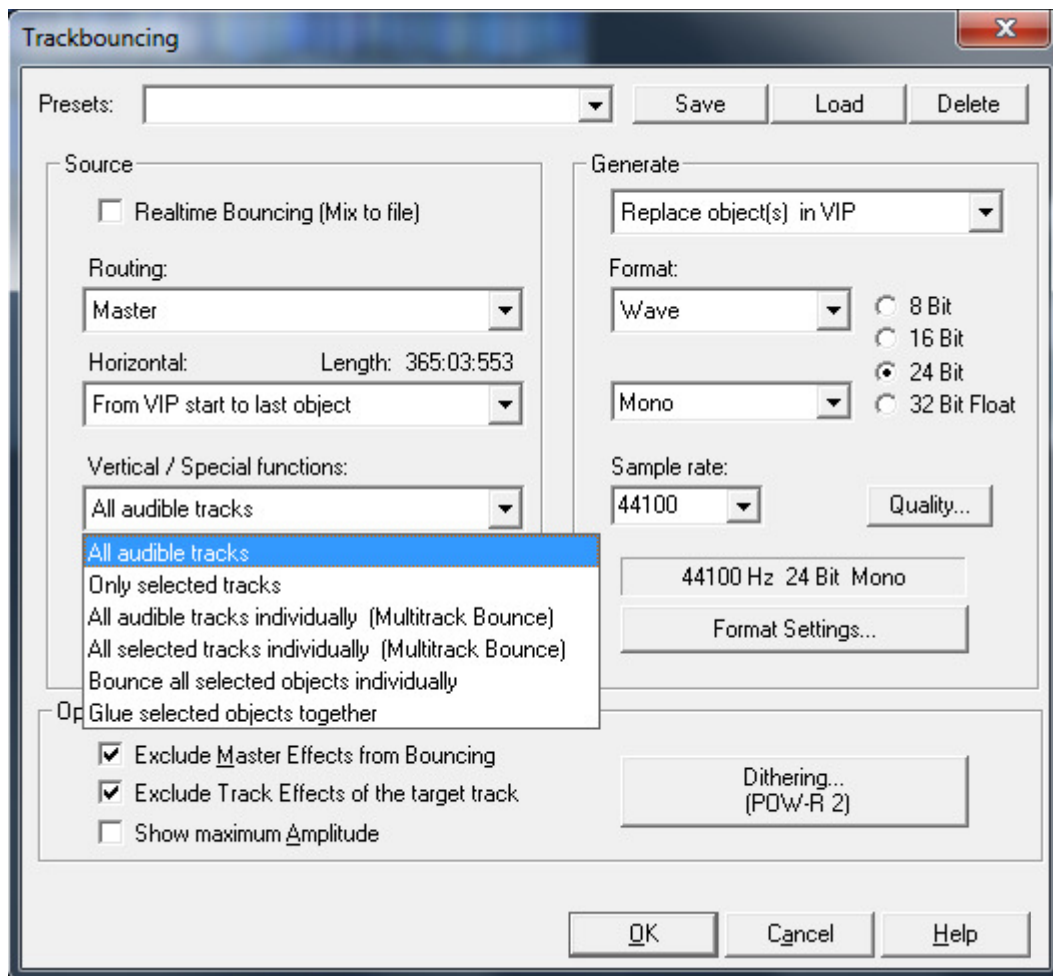 Trackbouncing
Presets:
Save
Load
Delete
Source
Realtime Bouncing (Mix to file)
Routing:
Master
Horizontal: Length: 365:03:553
From VIP start to last object
Vertical / Special functions:
All audible tracks
All audible tracks
Only selected tracks
All audible tracks individually (Multitrack Bounce)
All selected tracks individually (Multitrack Bounce)
Bounce all selected objects individually
Glue selected objects together
Generate
Replace object(s) in VIP
Format:
Wave
8 Bit
16 Bit
24 Bit
32 Bit Float
Mono
Sample rate:
44100
Quality...
44100 Hz 24 Bit Mono
Format Settings...
Op
Exclude Master Effects from Bouncing
Exclude Track Effects of the target track
Show maximum Amplitude
Dithering...
(POW-R 2)
OK
Cancel
Help